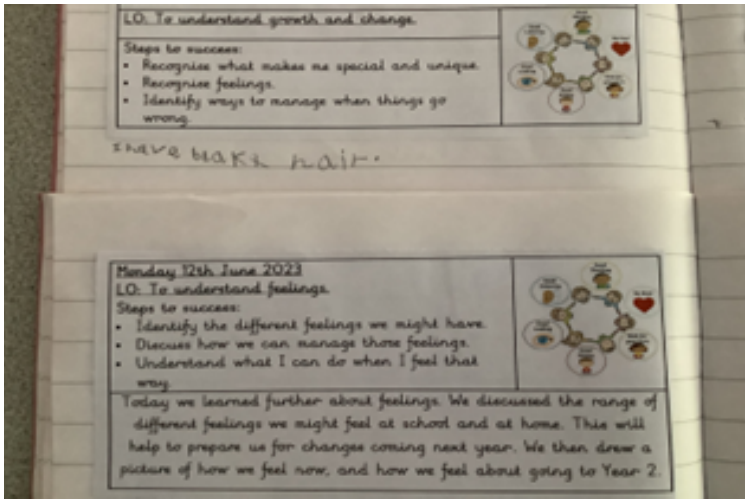 LO: To understand growth and change.
Steps to success:
• Recognise what makes me special and unique.
• Recognise feelings.
• Identify ways to manage when things go
wrong.
I have blakk hair.
Monday 12th June 2023
LO: To understand feelings.
Steps to success:
• Identify the different feelings we might have.
• Discuss how we can manage those feelings.
• Understand what I can do when I feel that
way.
Today we learned further about feelings. We discussed the range of
different feelings we might feel at school and at home. This will
help to prepare us for changes coming next year. We then drew a
picture of how we feel now, and how we feel about going to Year 2.